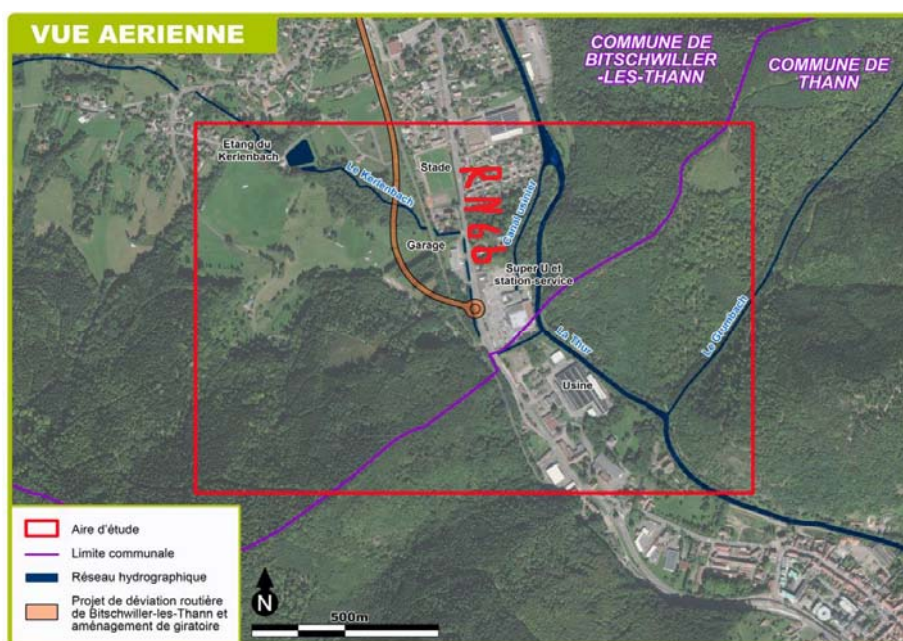 VUE AERIENNE
COMMUNE DE
BITSCHWILLER
-LES-THANN
COMMUNE DE
THANN
Etang du
Kerlenbach
Le Kerlenbach
Stade
RN66
Canal usinier
Garage
Super U et
station-service
La Thur
Le Grumbach
Usine
Aire d'étude
Limite communale
Réseau hydrographique
Projet de déviation routière
de Bitschwiller-les-Thann et
aménagement de giratoire
N
500m